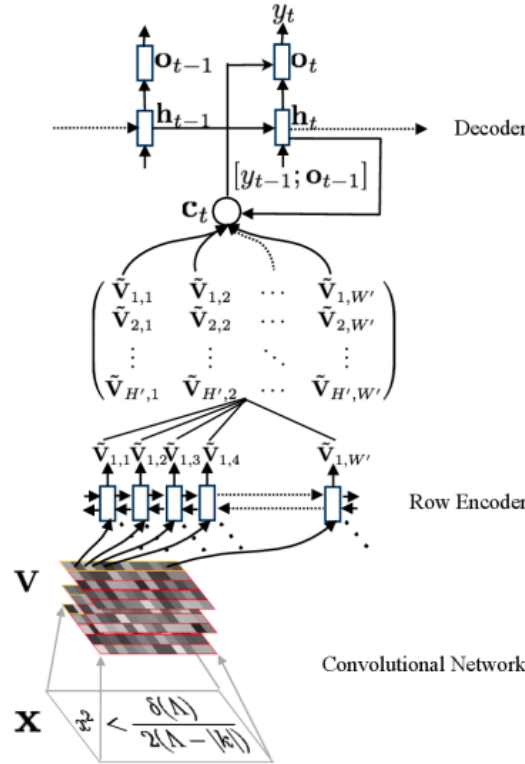 y_t
o_{t-1} o_t
h_{t-1} h_t Decoder
[y_{t-1}; o_{t-1}]
c_t
Ṽ_{1,1} Ṽ_{1,2} ⋯ Ṽ_{1,W′}
Ṽ_{2,1} Ṽ_{2,2} ⋯ Ṽ_{2,W′}
⋮ ⋮ ⋱ ⋮
Ṽ_{H′,1} Ṽ_{H′,2} ⋯ Ṽ_{H′,W′}
Ṽ_{1,1} Ṽ_{1,2} Ṽ_{1,3} Ṽ_{1,4} Ṽ_{1,W′}
Row Encoder
V
Convolutional Network
X < δ(Λ) / 2(Λ − |k|)